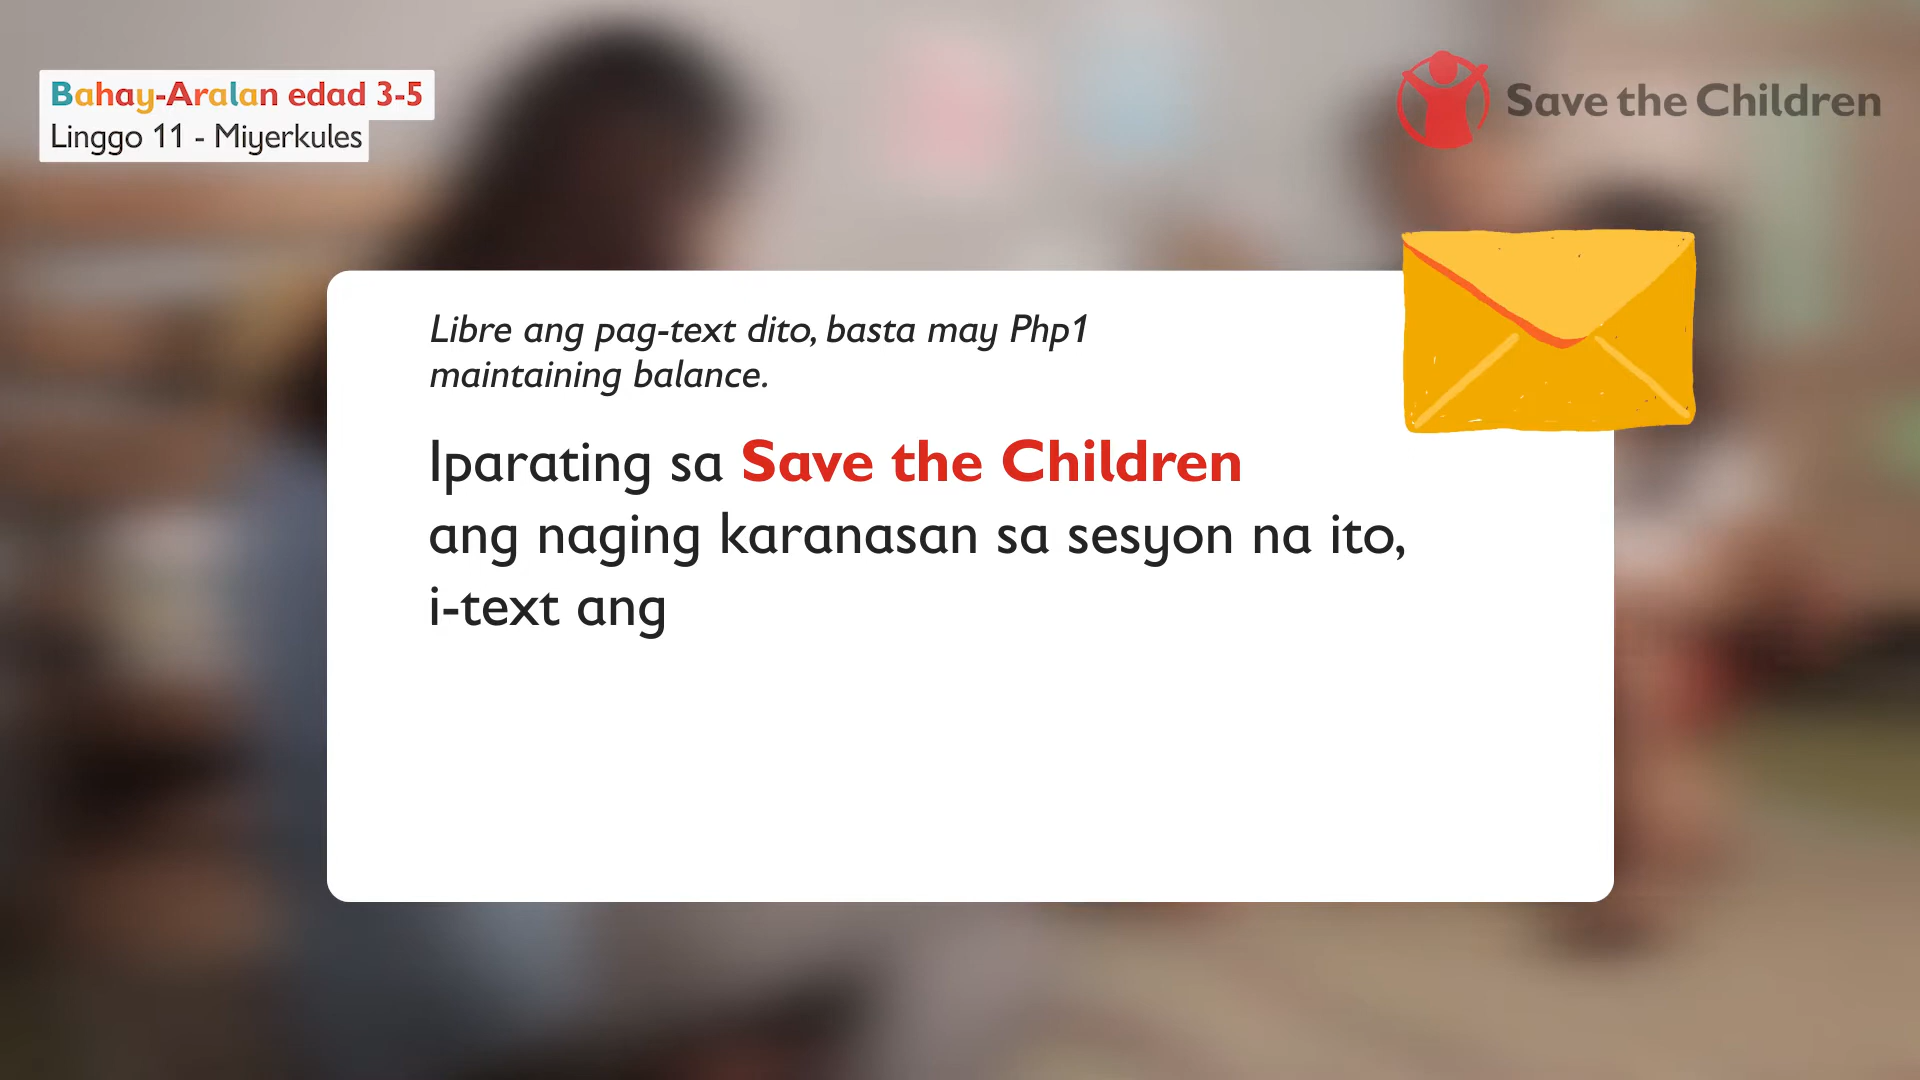 Bahay-Aralan edad 3-5
Linggo 11 - Miyerkules
Save the Children
Libre ang pag-text dito, basta may Php1
maintaining balance.
Iparating sa Save the Children
ang naging karanasan sa sesyon na ito,
i-text ang